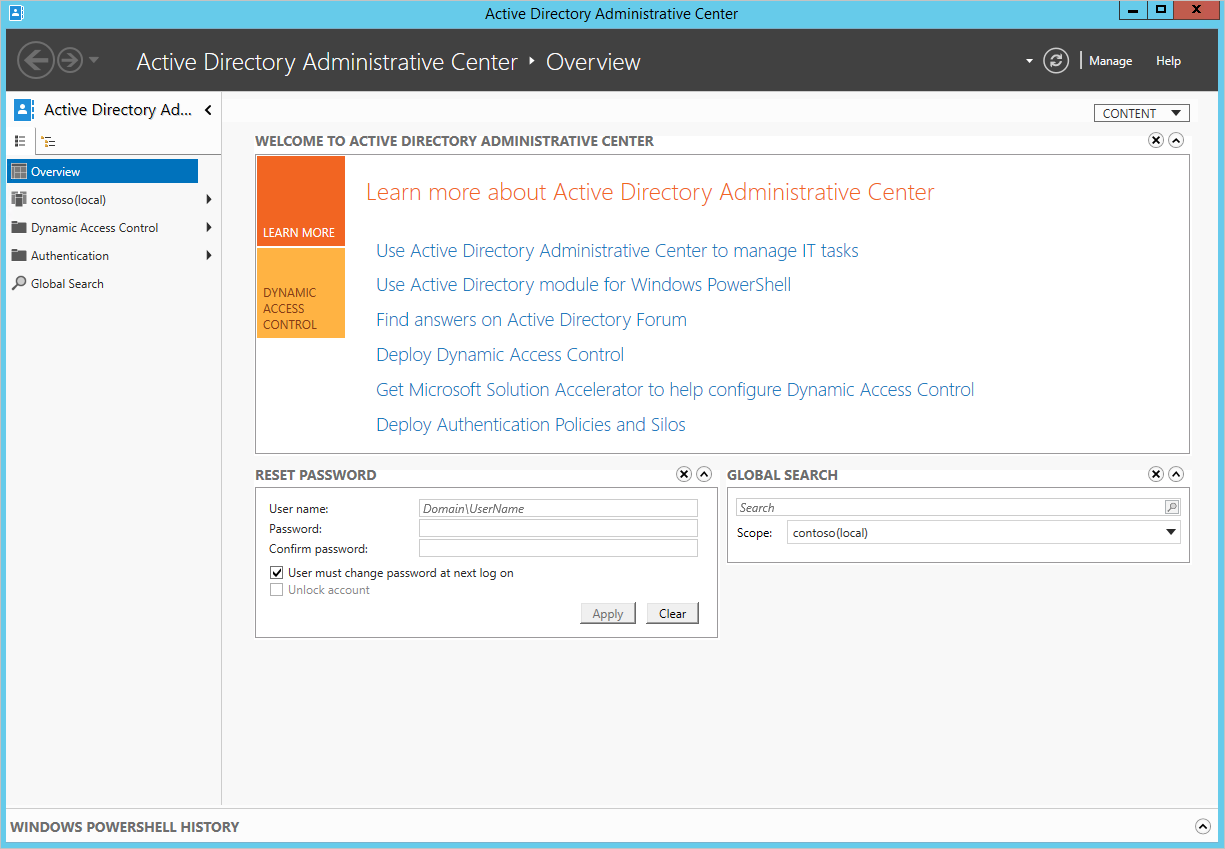 Active Directory Administrative Center
Active Directory Administrative Center • Overview
Manage
Help
Active Directory Ad...
Overview
contoso(local)
Dynamic Access Control
Authentication
Global Search
CONTENT
WELCOME TO ACTIVE DIRECTORY ADMINISTRATIVE CENTER
LEARN MORE
DYNAMIC
ACCESS
CONTROL
Learn more about Active Directory Administrative Center
Use Active Directory Administrative Center to manage IT tasks
Use Active Directory module for Windows PowerShell
Find answers on Active Directory Forum
Deploy Dynamic Access Control
Get Microsoft Solution Accelerator to help configure Dynamic Access Control
Deploy Authentication Policies and Silos
RESET PASSWORD
User name:
Domain\UserName
Password:
Confirm password:
User must change password at next log on
Unlock account
Apply
Clear
GLOBAL SEARCH
Search
Scope:
contoso(local)
WINDOWS POWERSHELL HISTORY